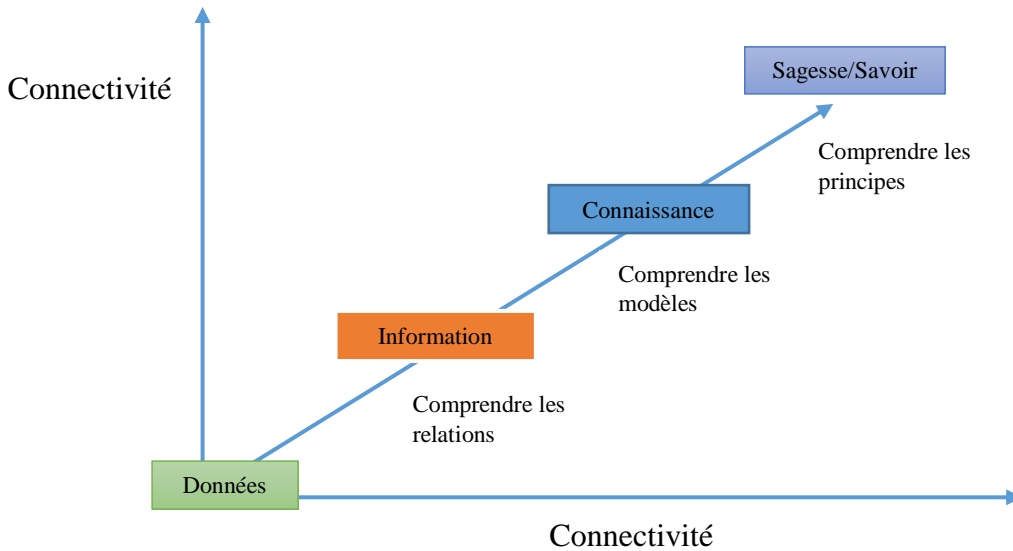 Sagesse/Savoir
Connectivité
Comprendre les
principes
Connaissance
Comprendre les
modèles
Information
Comprendre les
relations
Données
Connectivité